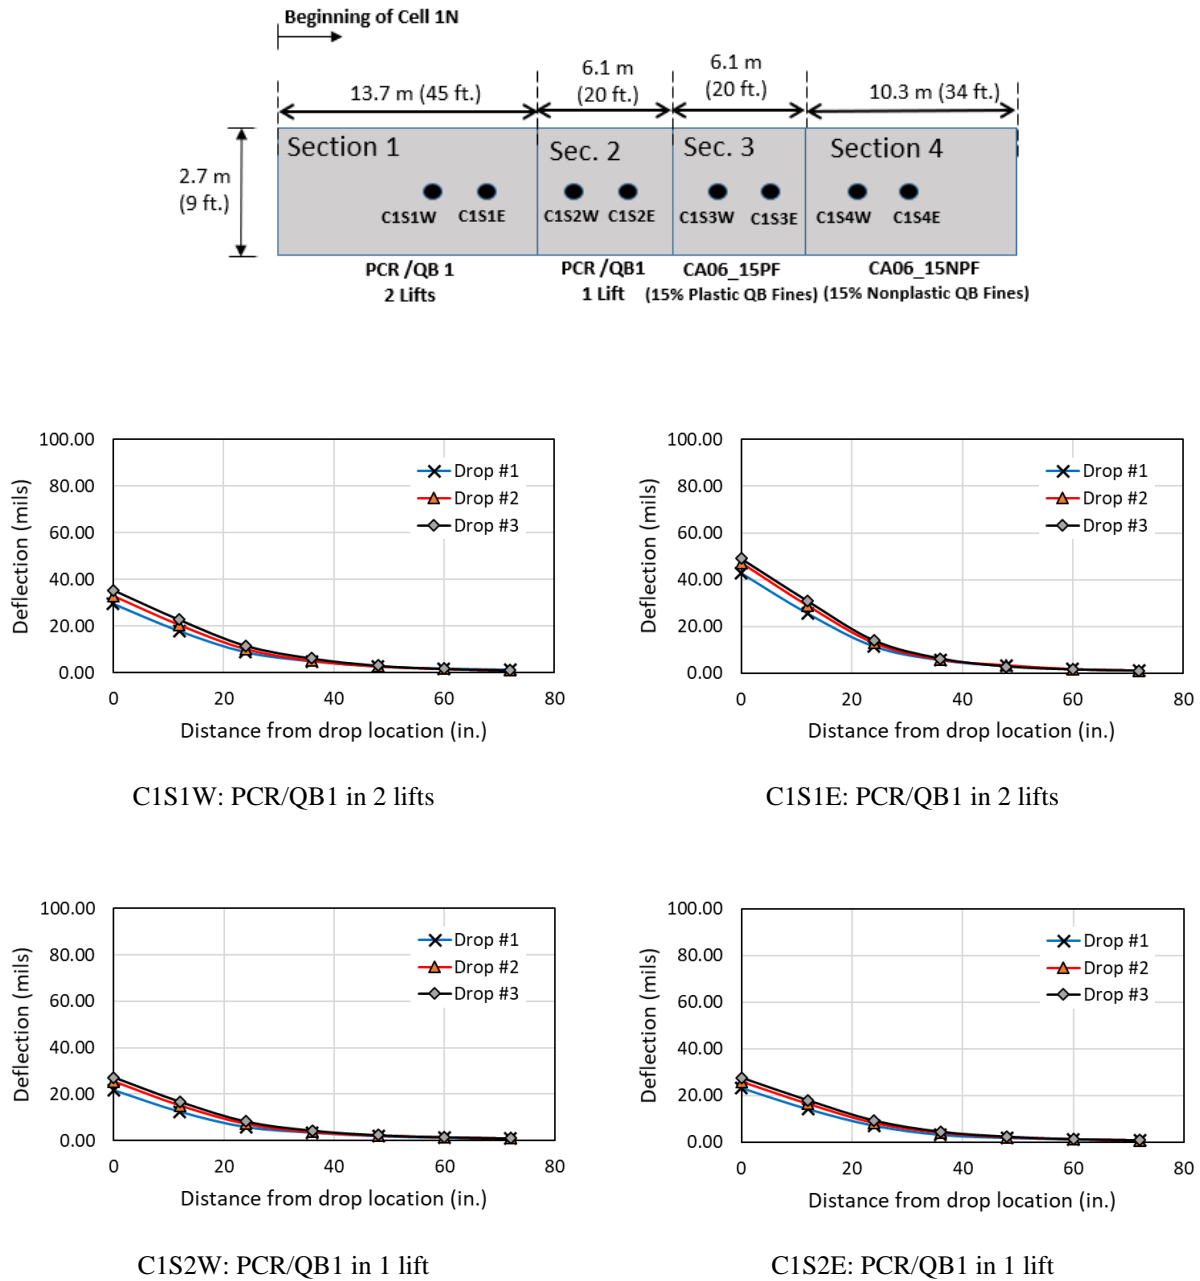 Beginning of Cell 1N
13.7 m (45 ft.)
6.1 m
(20 ft.)
6.1 m
(20 ft.)
10.3 m (34 ft.)
2.7 m
(9 ft.)
Section 1
Sec. 2
Sec. 3
Section 4
C1S1W
C1S1E
C1S2W
C1S2E
C1S3W
C1S3E
C1S4W
C1S4E
PCR /QB 1
2 Lifts
PCR /QB1
1 Lift
CA06_15PF
(15% Plastic QB Fines)
CA06_15NPF
(15% Nonplastic QB Fines)
Deflection (mils)
100.00
80.00
60.00
40.00
20.00
0.00
Drop #1
Drop #2
Drop #3
0 20 40 60 80
Distance from drop location (in.)
C1S1W: PCR/QB1 in 2 lifts
Deflection (mils)
100.00
80.00
60.00
40.00
20.00
0.00
Drop #1
Drop #2
Drop #3
0 20 40 60 80
Distance from drop location (in.)
C1S1E: PCR/QB1 in 2 lifts
Deflection (mils)
100.00
80.00
60.00
40.00
20.00
0.00
Drop #1
Drop #2
Drop #3
0 20 40 60 80
Distance from drop location (in.)
C1S2W: PCR/QB1 in 1 lift
Deflection (mils)
100.00
80.00
60.00
40.00
20.00
0.00
Drop #1
Drop #2
Drop #3
0 20 40 60 80
Distance from drop location (in.)
C1S2E: PCR/QB1 in 1 lift